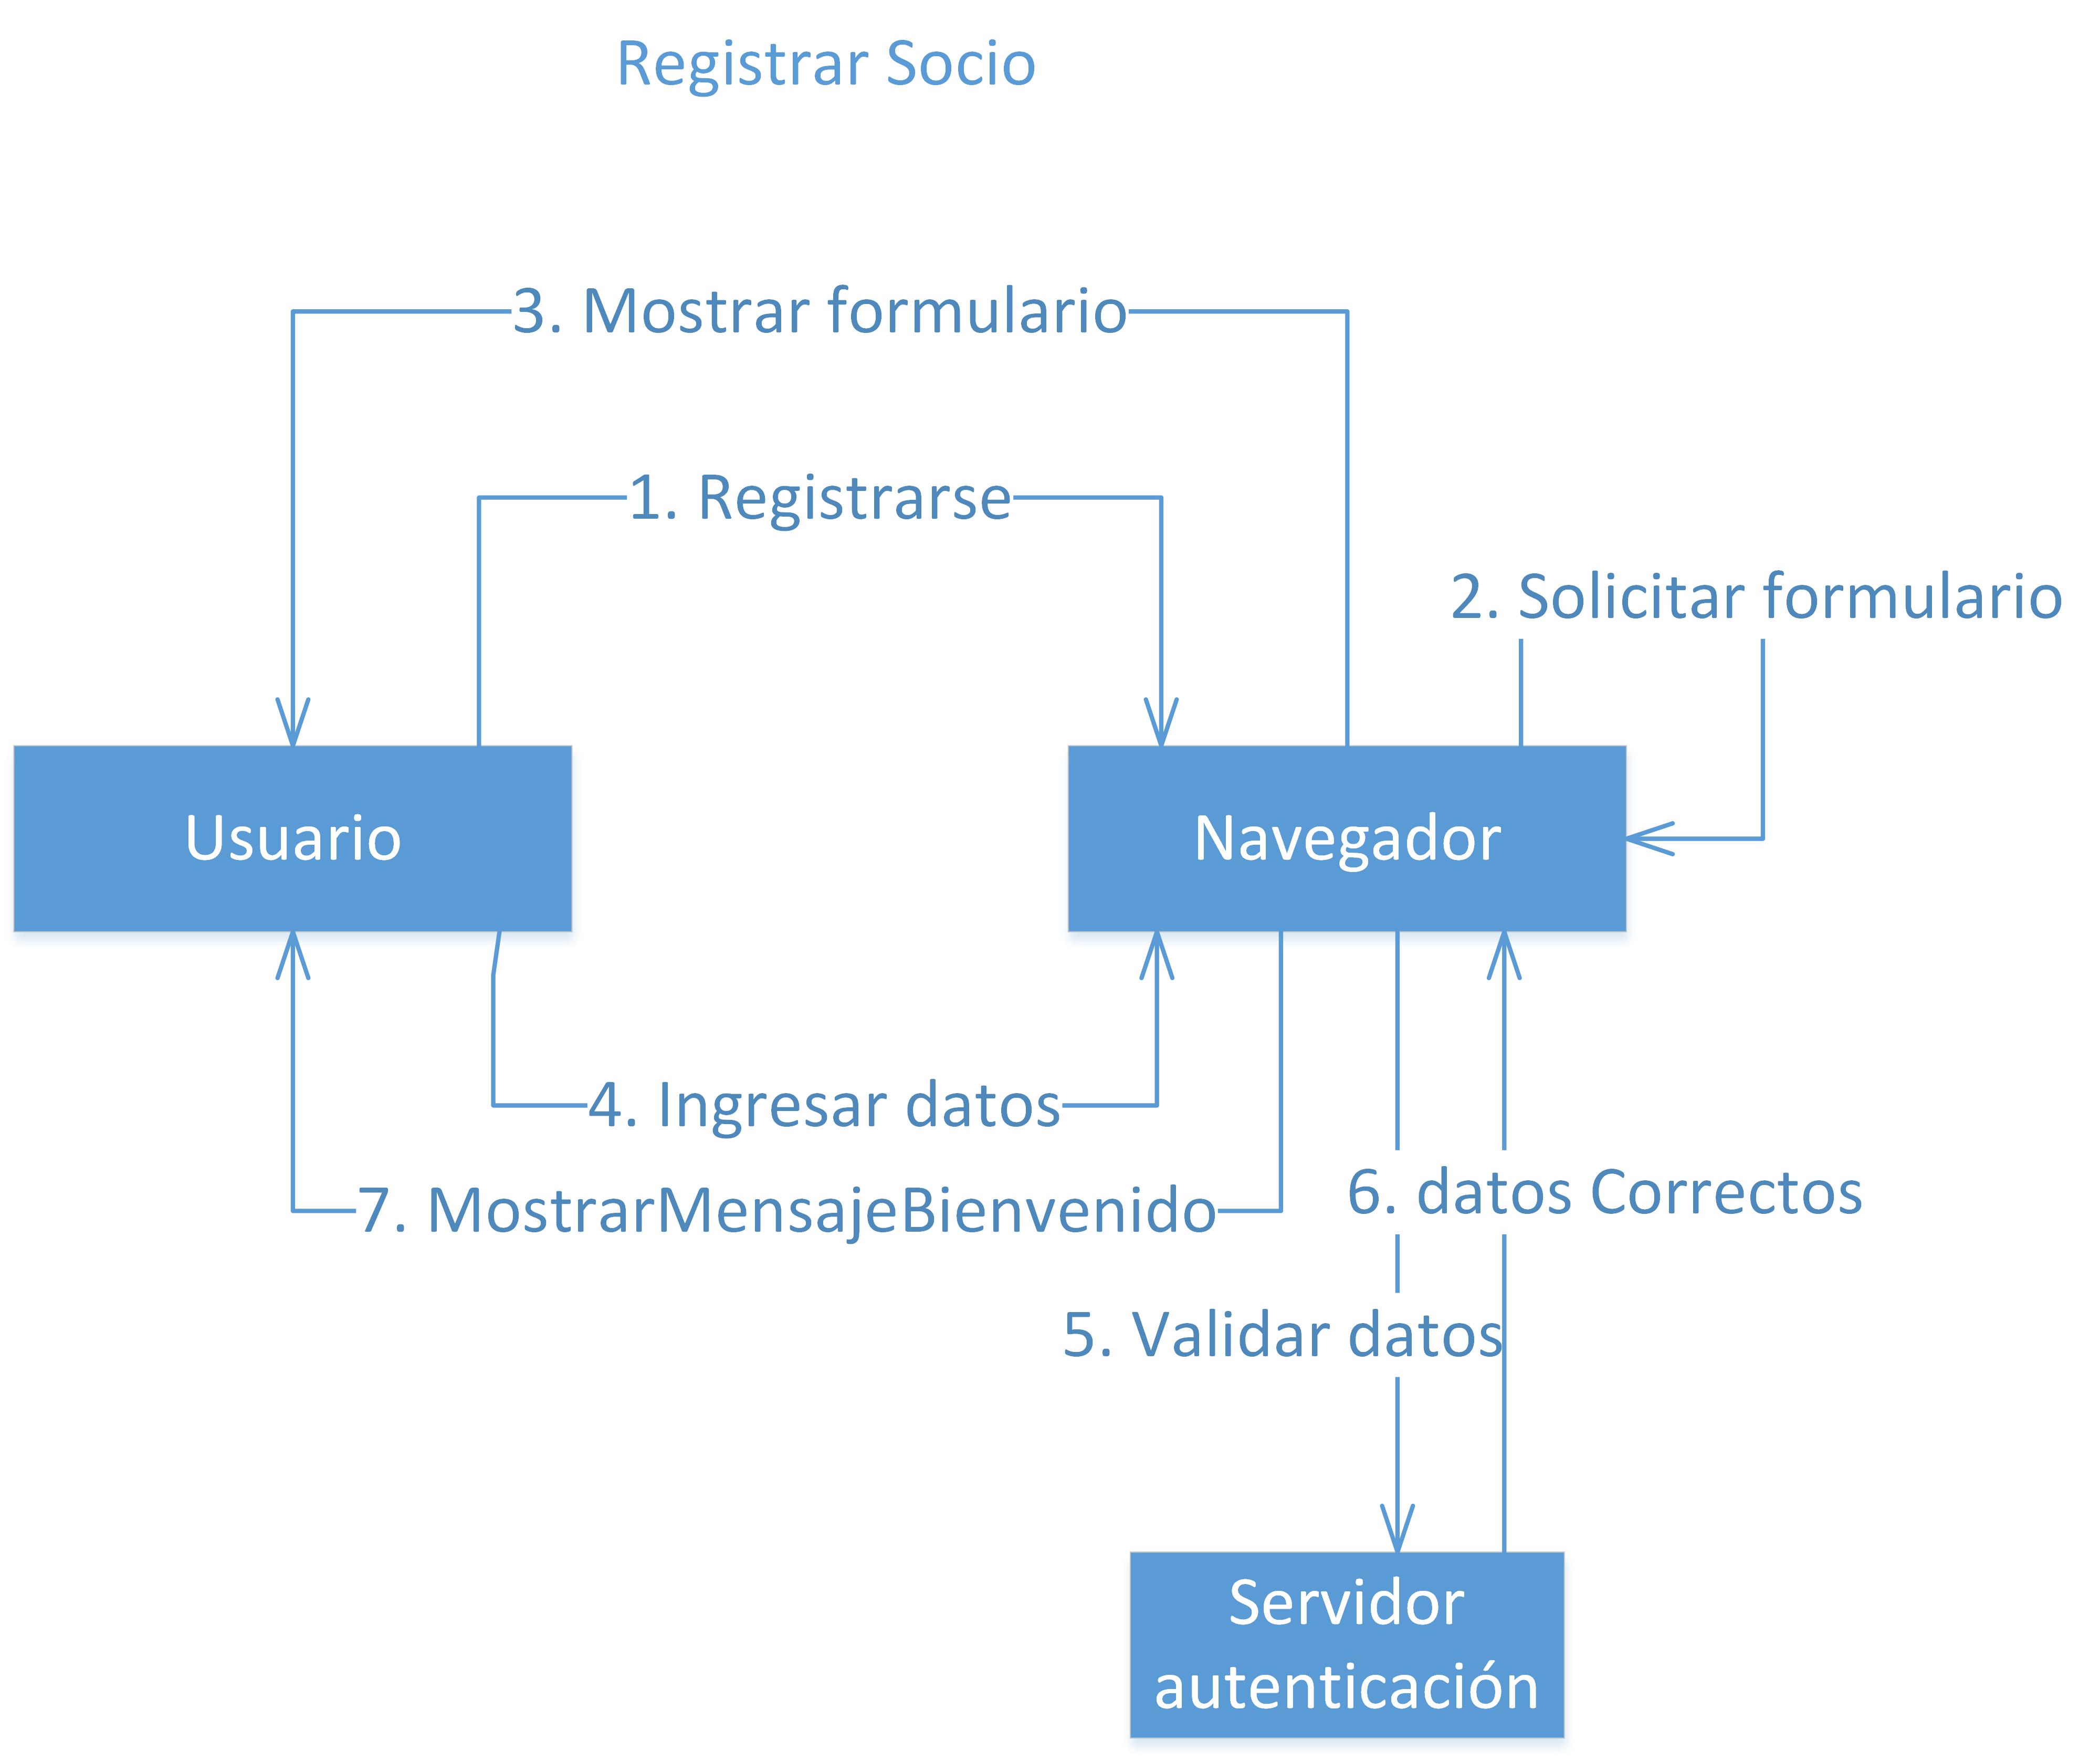 Registrar Socio
3. Mostrar formulario
1. Registrarse
2. Solicitar formulario
Usuario
Navegador
4. Ingresar datos
7. MostrarMensajeBienvenido
6. datos Correctos
5. Validar datos
Servidor
autenticación